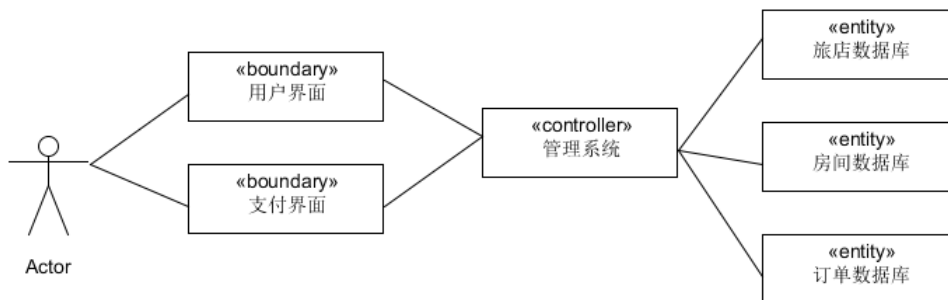 «boundary»
用户界面
«boundary»
支付界面
Actor
«controller»
管理系统
«entity»
旅店数据库
«entity»
房间数据库
«entity»
订单数据库